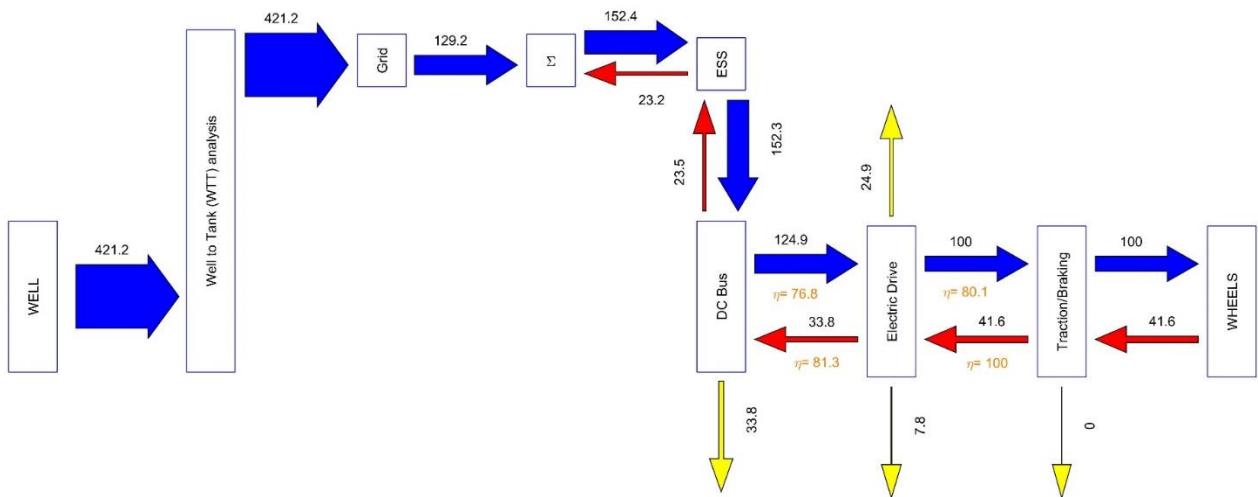 421.2
152.4
129.2
Grid
Σ
ESS
23.2
Well to Tank (WTT) analysis
23.5
152.3
24.9
421.2
WELL
DC Bus
124.9
η= 76.8
33.8
η= 81.3
Electric Drive
100
η= 80.1
41.6
η= 100
Traction/Braking
100
41.6
WHEELS
33.8
7.8
0